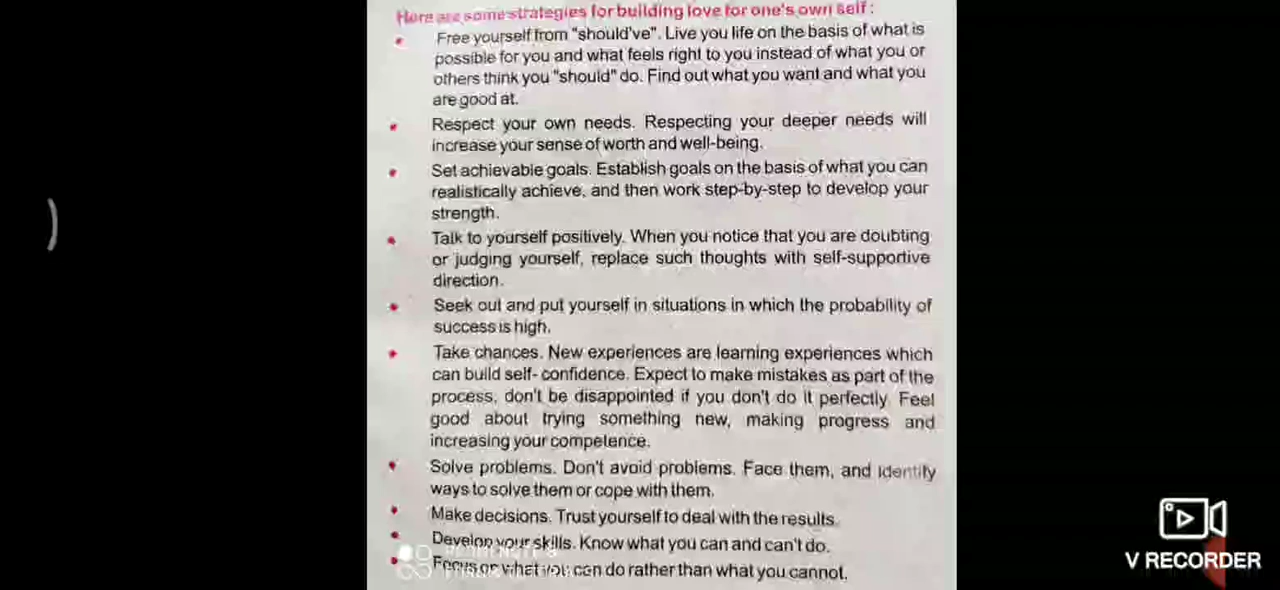 Here are some strategies for building love for one's own self :
Free yourself from "should've". Live you life on the basis of what is
possible for you and what feels right to you instead of what you or
others think you "should" do. Find out what you want and what you
are good at.
Respect your own needs. Respecting your deeper needs will
increase your sense of worth and well-being.
Set achievable goals. Establish goals on the basis of what you can
realistically achieve, and then work step-by-step to develop your
strength.
Talk to yourself positively. When you notice that you are doubting
or judging yourself, replace such thoughts with self-supportive
direction.
Seek out and put yourself in situations in which the probability of
success is high.
Take chances. New experiences are learning experiences which
can build self- confidence. Expect to make mistakes as part of the
process, don't be disappointed if you don't do it perfectly. Feel
good about trying something new, making progress and
increasing your competence.
Solve problems. Don't avoid problems. Face them, and identify
ways to solve them or cope with them.
Make decisions. Trust yourself to deal with the results.
Develop your skills. Know what you can and can't do.
Focus on what you can do rather than what you cannot.
V RECORDER